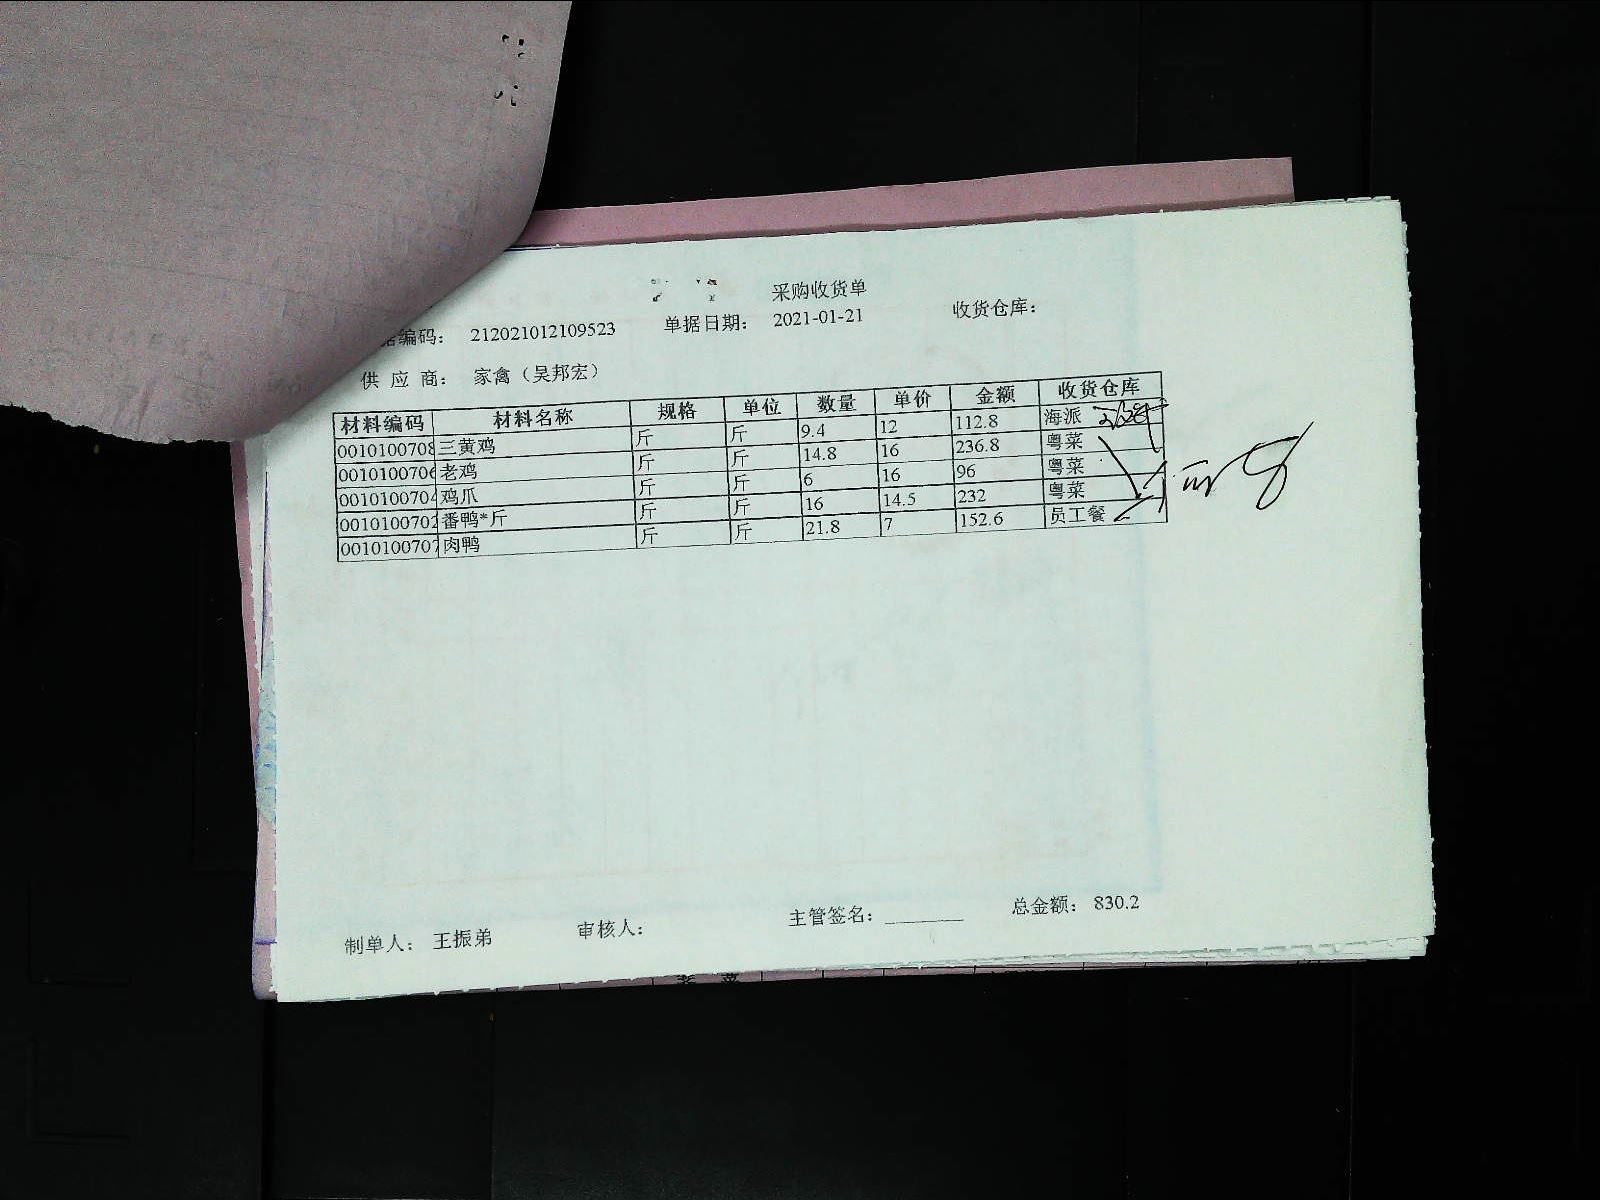 采购收货单
编码: 212021012109523 单据日期: 2021-01-21 收货仓库:
供 应 商: 家禽（吴邦宏）
材料编码 材料名称 规格 单位 数量 单价 金额 收货仓库
0010100708 三黄鸡 斤 斤 9.4 12 112.8 海派
0010100706 老鸡 斤 斤 14.8 16 236.8 粤菜
0010100704 鸡爪 斤 斤 6 16 96 粤菜
0010100702 番鸭*斤 斤 斤 16 14.5 232 粤菜
0010100707 肉鸭 斤 斤 21.8 7 152.6 员工餐
制单人: 王振弟 审核人: 主管签名: 总金额: 830.2